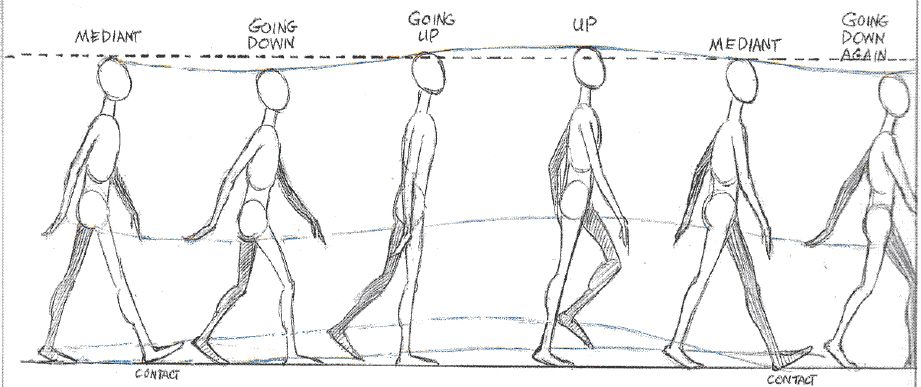 MEDIANT
GOING
DOWN
GOING
UP
UP
MEDIANT
GOING
DOWN
AGAIN
CONTACT
CONTACT